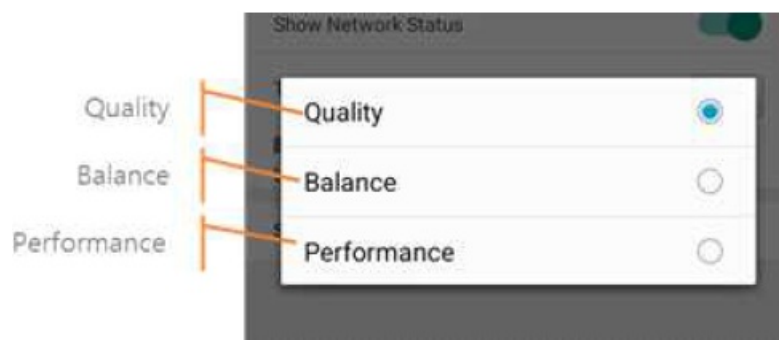 Show Network Status
Quality
Quality
Balance
Balance
Performance
Performance